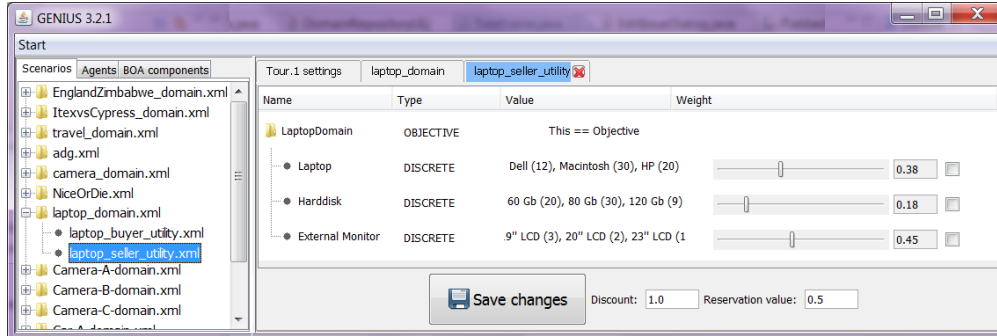 GENIUS 3.2.1
Start
Scenarios Agents BOA components
EnglandZimbabwe_domain.xml
ItexvsCypress_domain.xml
travel_domain.xml
adg.xml
camera_domain.xml
NiceOrDie.xml
laptop_domain.xml
laptop_buyer_utility.xml
laptop_seller_utility.xml
Camera-A-domain.xml
Camera-B-domain.xml
Camera-C-domain.xml
Tour.1 settings laptop_domain laptop_seller_utility
Name Type Value Weight
LaptopDomain OBJECTIVE This == Objective
Laptop DISCRETE Dell (12), Macintosh (30), HP (20) 0.38
Harddisk DISCRETE 60 Gb (20), 80 Gb (30), 120 Gb (9) 0.18
External Monitor DISCRETE .9" LCD (3), 20" LCD (2), 23" LCD (1 0.45
Save changes Discount: 1.0 Reservation value: 0.5